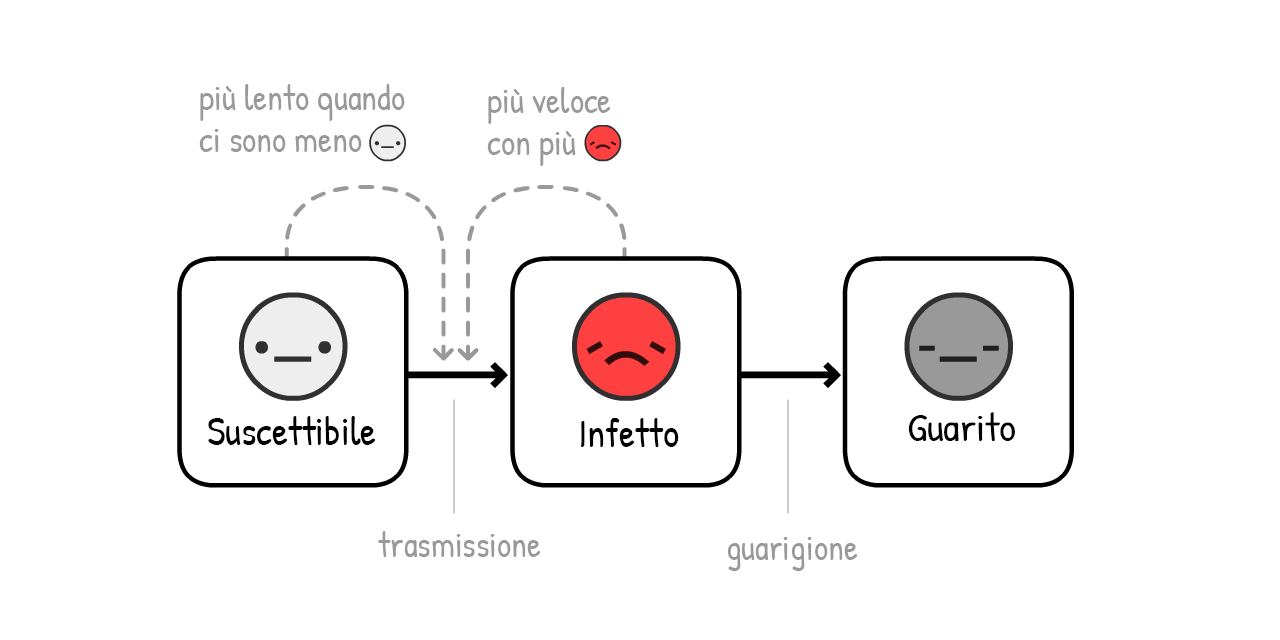 più lento quando
ci sono meno
più veloce
con più
Suscettibile
Infetto
Guarito
trasmissione
guarigione